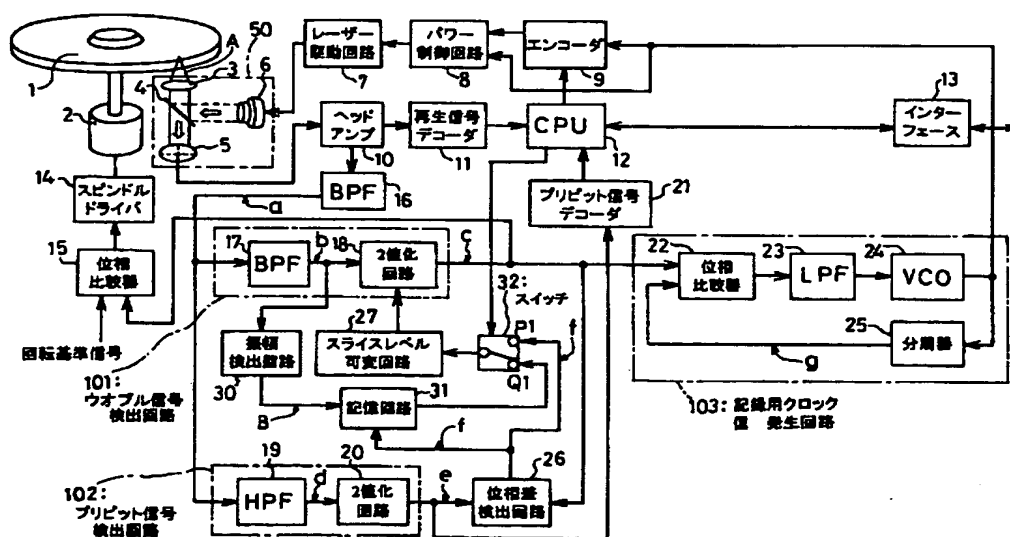 A
50
1
2
3
4
5
6
レーザー
駆動回路
7
パワー
制御回路
8
エンコーダ
9
ヘッド
アンプ
10
再生信号
デコーダ
11
CPU
12
13
インター
フェース
14
スピンドル
ドライバ
15
位相
比較器
回転基準信号
BPF
16
a
プリピット信号
デコーダ
21
17
BPF
b
18
2値化
回路
c
101:
ウオブル信号
検出回路
27
スライスレベル
可変回路
32:スイッチ
P1
Q1
f
振幅
検出回路
30
B
31
記憶回路
f
22
位相
比較器
23
LPF
24
VCO
25
分周器
g
103:記録用クロック
信 発生回路
102:
プリピット信号
検出回路
19
HPF
d
20
2値化
回路
e
26
位相差
検出回路